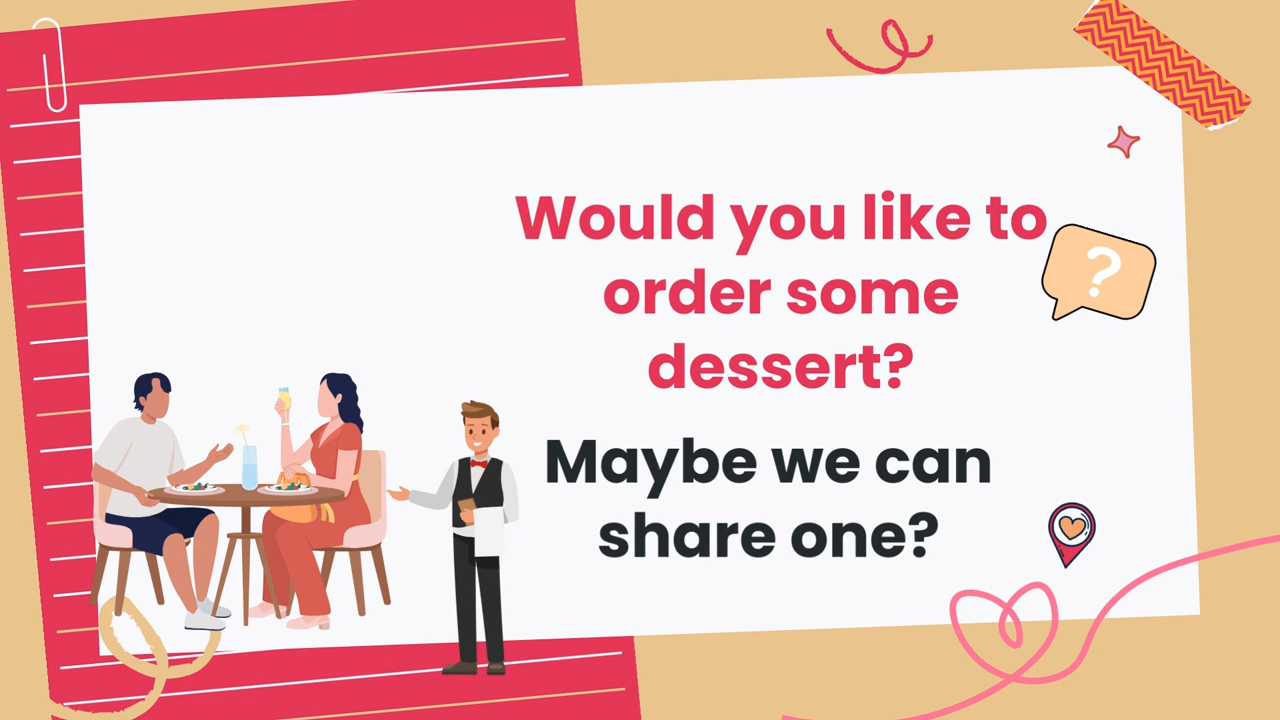 Would you like to
order some
dessert?
?
Maybe we can
share one?